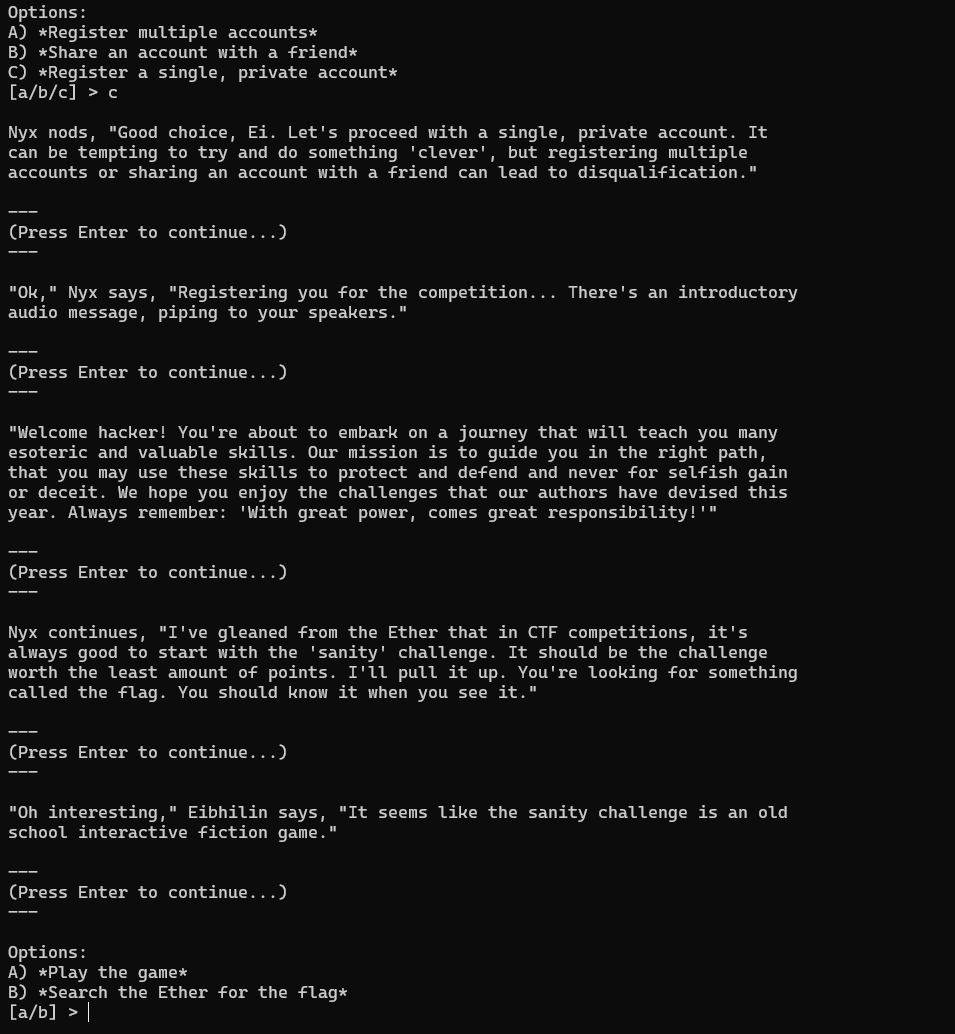 Options:
A) *Register multiple accounts*
B) *Share an account with a friend*
C) *Register a single, private account*
[a/b/c] > c
Nyx nods, "Good choice, Ei. Let's proceed with a single, private account. It
can be tempting to try and do something 'clever', but registering multiple
accounts or sharing an account with a friend can lead to disqualification."
---
(Press Enter to continue...)
---
"Ok," Nyx says, "Registering you for the competition... There's an introductory
audio message, piping to your speakers."
---
(Press Enter to continue...)
---
"Welcome hacker! You're about to embark on a journey that will teach you many
esoteric and valuable skills. Our mission is to guide you in the right path,
that you may use these skills to protect and defend and never for selfish gain
or deceit. We hope you enjoy the challenges that our authors have devised this
year. Always remember: 'With great power, comes great responsibility!'"
---
(Press Enter to continue...)
---
Nyx continues, "I've gleaned from the Ether that in CTF competitions, it's
always good to start with the 'sanity' challenge. It should be the challenge
worth the least amount of points. I'll pull it up. You're looking for something
called the flag. You should know it when you see it."
---
(Press Enter to continue...)
---
"Oh interesting," Eibhilin says, "It seems like the sanity challenge is an old
school interactive fiction game."
---
(Press Enter to continue...)
---
Options:
A) *Play the game*
B) *Search the Ether for the flag*
[a/b] >